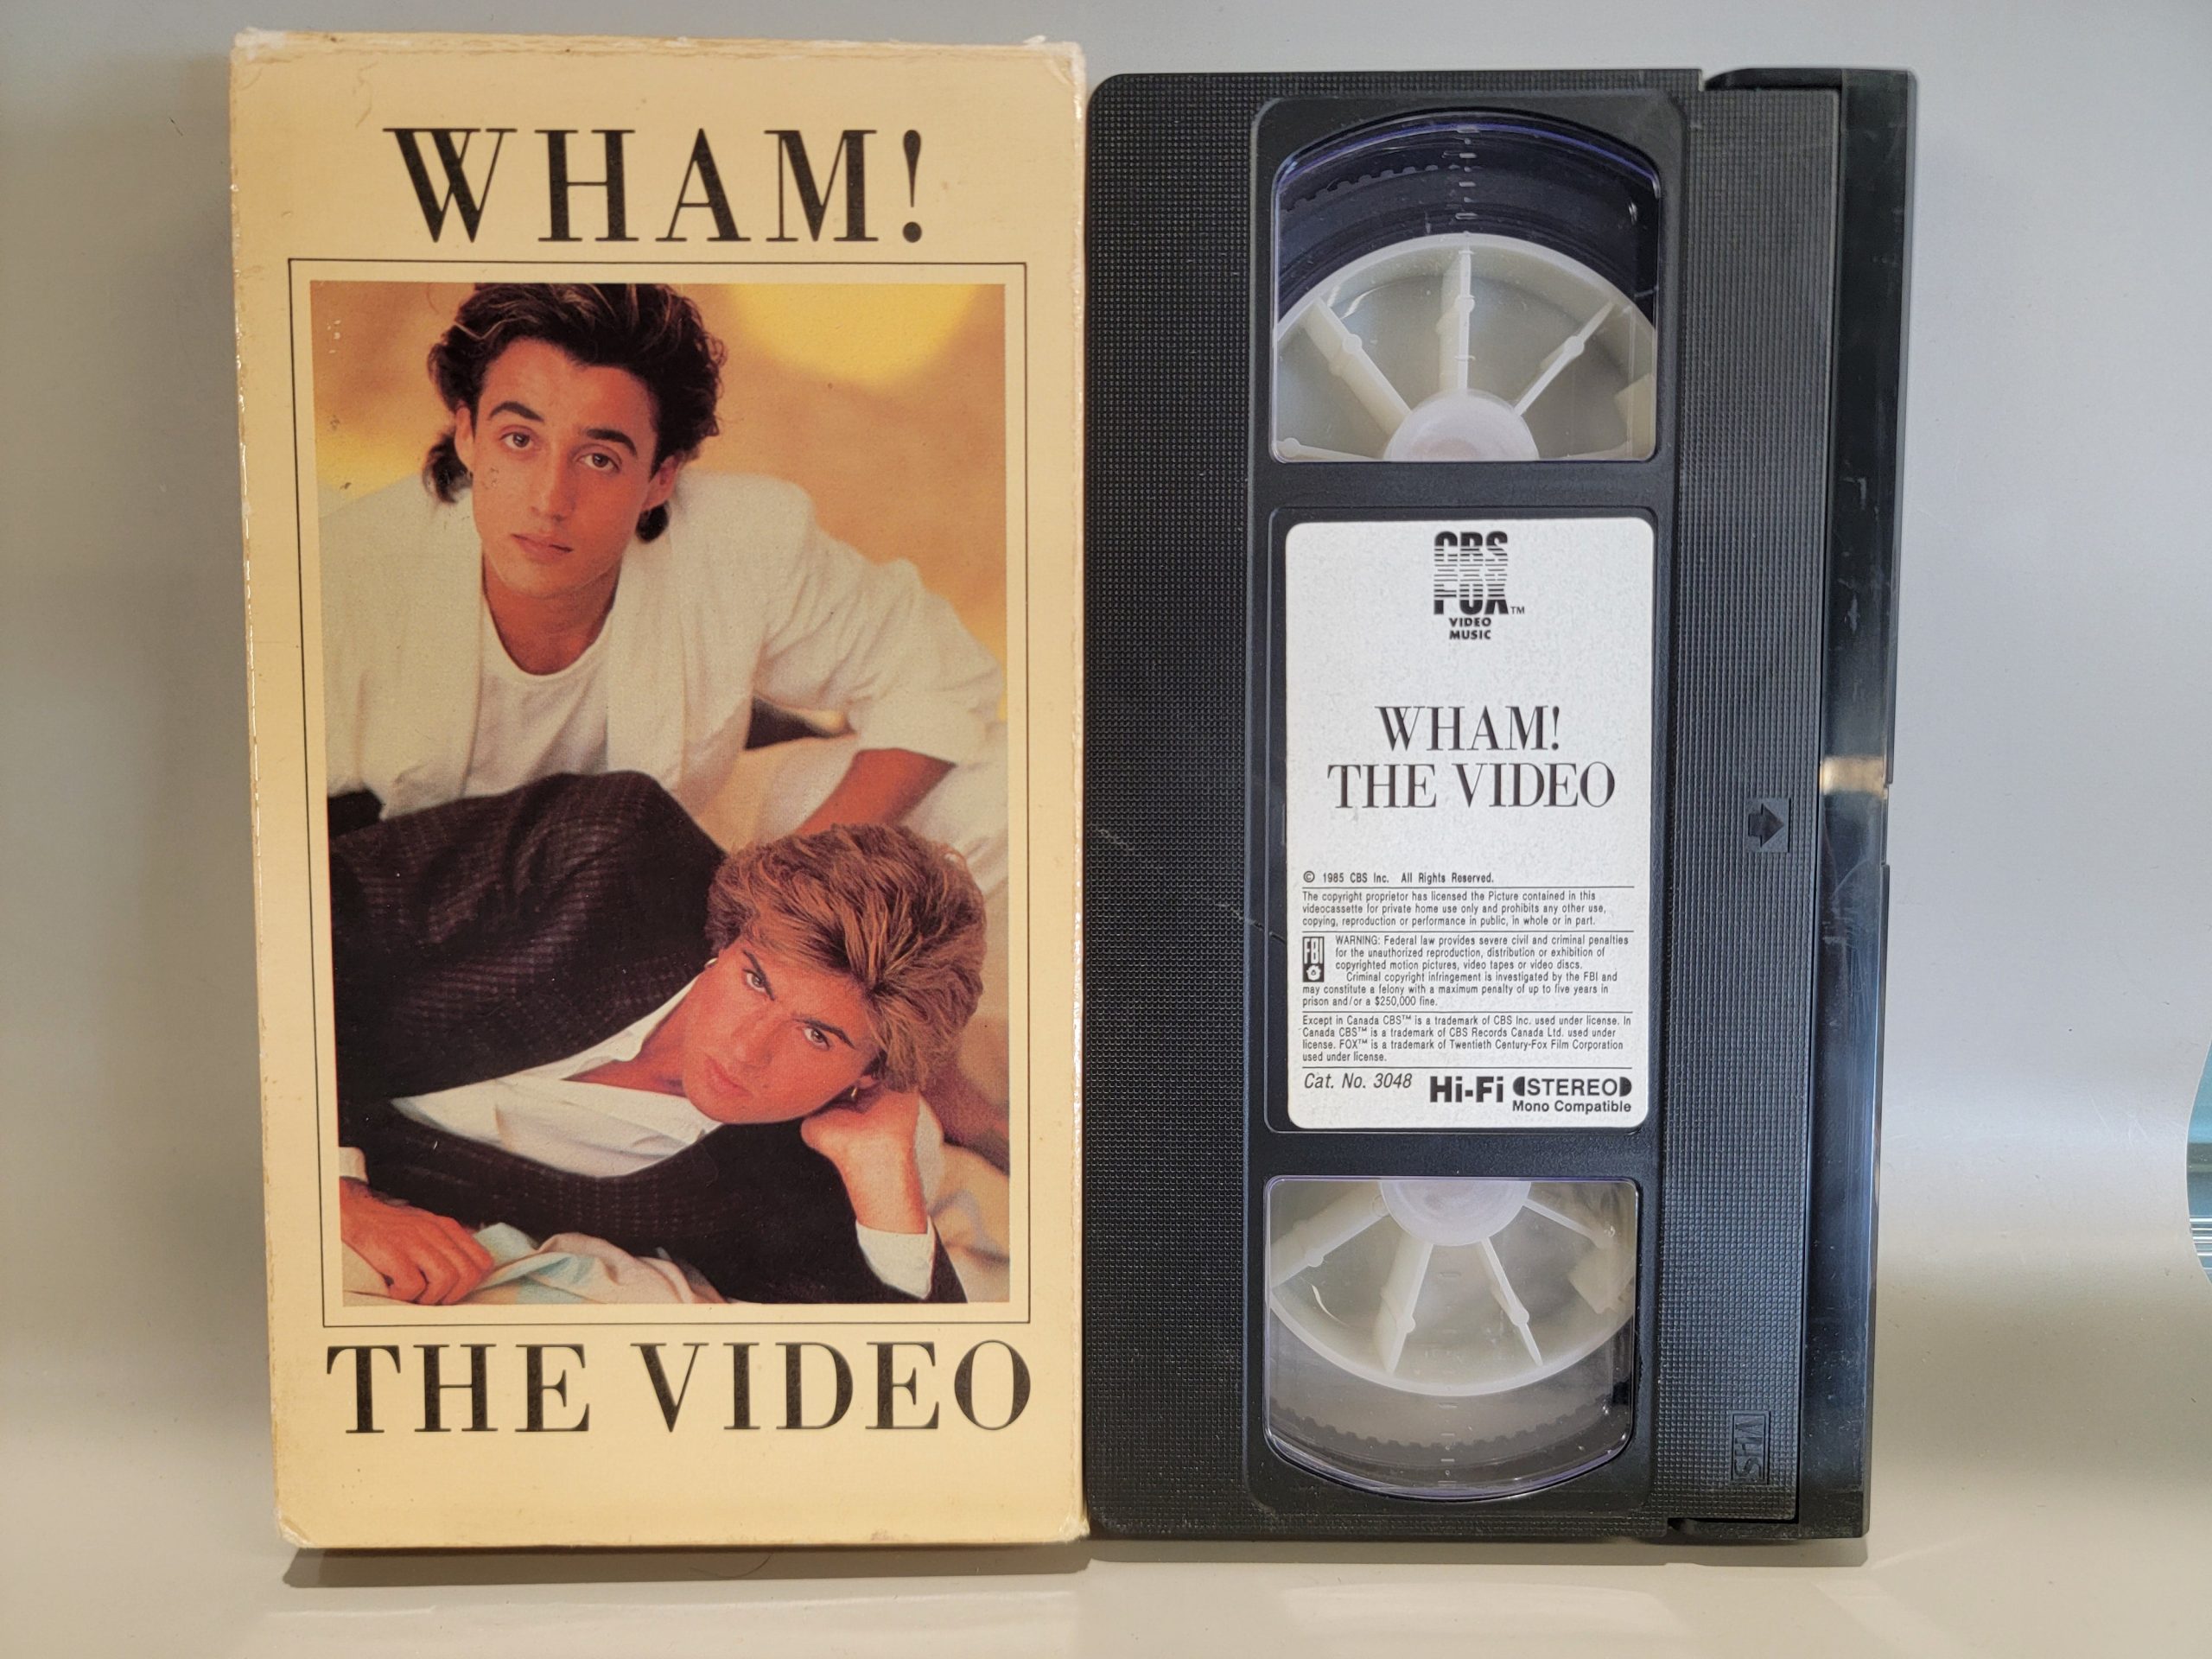 WHAM!
THE VIDEO
CBS
FOX™
VIDEO
MUSIC
WHAM!
THE VIDEO
© 1985 CBS Inc. All Rights Reserved.
The copyright proprietor has licensed the Picture contained in this
videocassette for private home use only and prohibits any other use,
copying, reproduction or performance in public, in whole or in part.
FBI
WARNING: Federal law provides severe civil and criminal penalties
for the unauthorized reproduction, distribution or exhibition of
copyrighted motion pictures, video tapes or video discs.
Criminal copyright infringement is investigated by the FBI and
may constitute a felony with a maximum penalty of up to five years in
prison and/or a $250,000 fine.
Except in Canada CBS™ is a trademark of CBS Inc. used under license. In
Canada CBS™ is a trademark of CBS Records Canada Ltd. used under
license. FOX™ is a trademark of Twentieth Century-Fox Film Corporation
used under license.
Cat. No. 3048 Hi-Fi STEREO
Mono Compatible
VHS